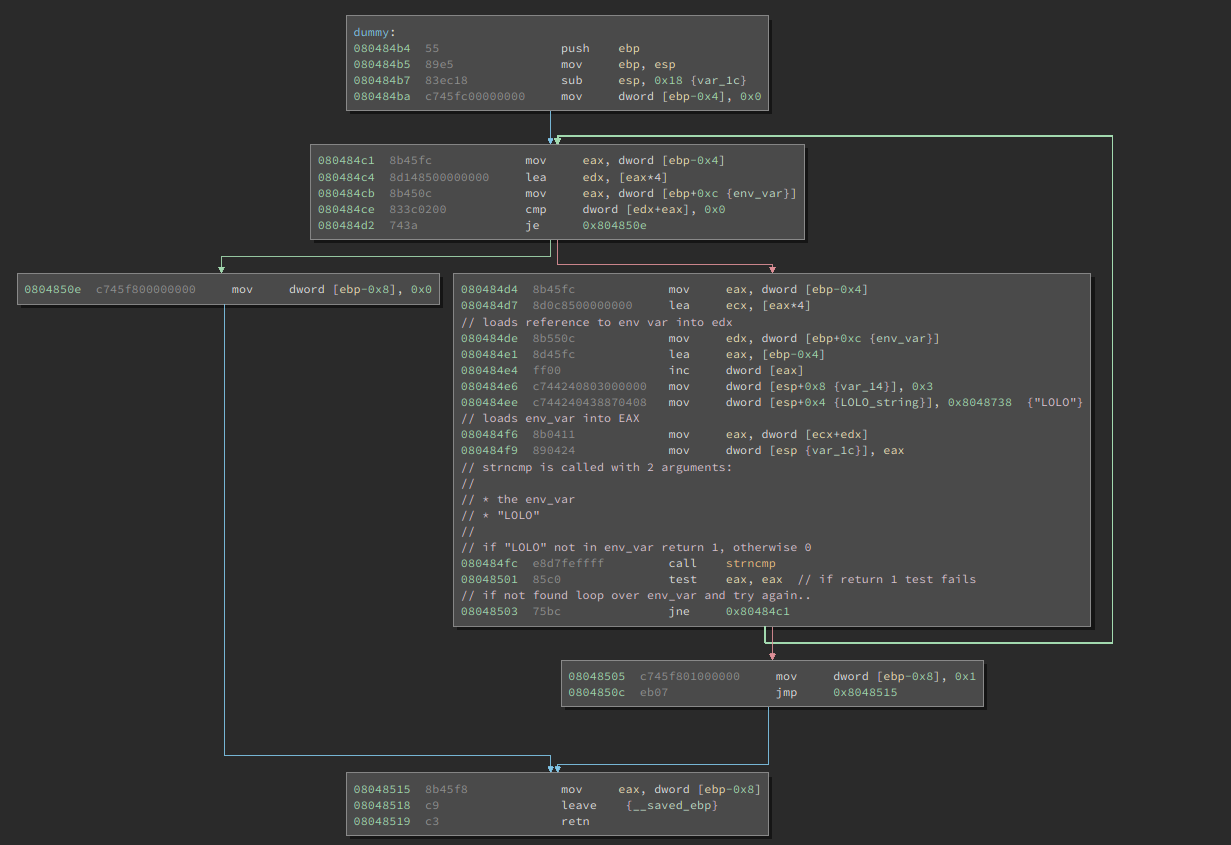 dummy:
080484b4 55 push ebp
080484b5 89e5 mov ebp, esp
080484b7 83ec18 sub esp, 0x18 {var_1c}
080484ba c745fc00000000 mov dword [ebp-0x4], 0x0
080484c1 8b45fc mov eax, dword [ebp-0x4]
080484c4 8d148500000000 lea edx, [eax*4]
080484cb 8b450c mov eax, dword [ebp+0xc {env_var}]
080484ce 833c0200 cmp dword [edx+eax], 0x0
080484d2 743a je 0x804850e
0804850e c745f800000000 mov dword [ebp-0x8], 0x0
080484d4 8b45fc mov eax, dword [ebp-0x4]
080484d7 8d0c8500000000 lea ecx, [eax*4]
// loads reference to env var into edx
080484de 8b550c mov edx, dword [ebp+0xc {env_var}]
080484e1 8d45fc lea eax, [ebp-0x4]
080484e4 ff00 inc dword [eax]
080484e6 c744240803000000 mov dword [esp+0x8 {var_14}], 0x3
080484ee c744240438870408 mov dword [esp+0x4 {LOLO_string}], 0x8048738 {"LOLO"}
// loads env_var into EAX
080484f6 8b0411 mov eax, dword [ecx+edx]
080484f9 890424 mov dword [esp {var_1c}], eax
// strncmp is called with 2 arguments:
//
// * the env_var
// * "LOLO"
//
// if "LOLO" not in env_var return 1, otherwise 0
080484fc e8d7feffff call strncmp
08048501 85c0 test eax, eax // if return 1 test fails
// if not found loop over env_var and try again..
08048503 75bc jne 0x80484c1
08048505 c745f801000000 mov dword [ebp-0x8], 0x1
0804850c eb07 jmp 0x8048515
08048515 8b45f8 mov eax, dword [ebp-0x8]
08048518 c9 leave {__saved_ebp}
08048519 c3 retn